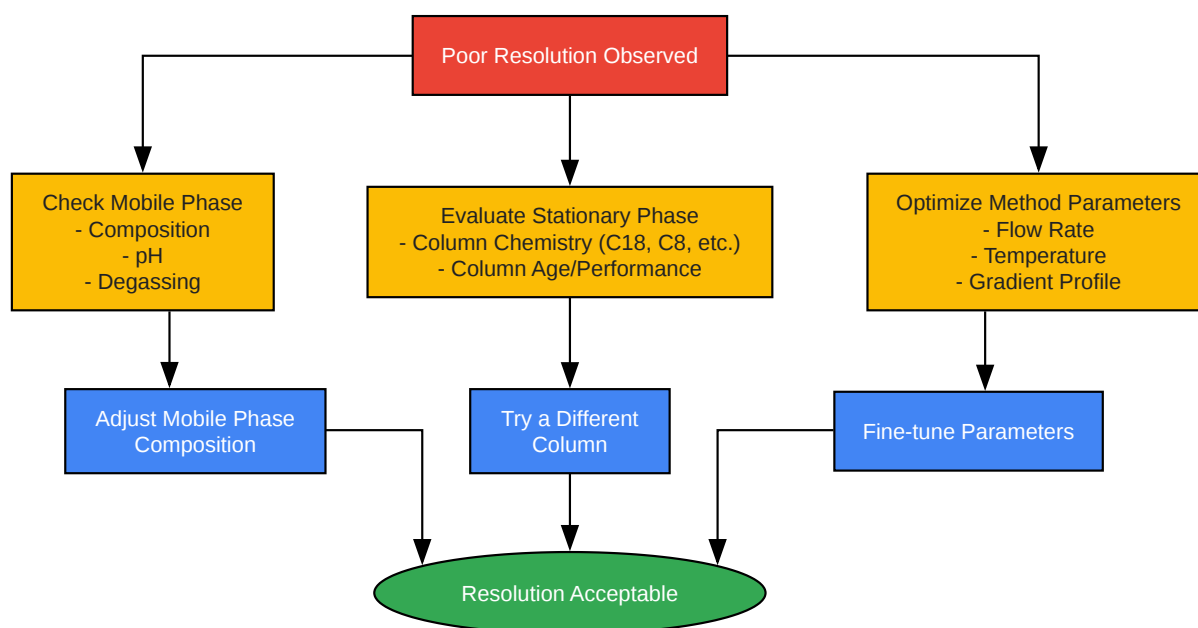 Poor Resolution Observed
Check Mobile Phase
- Composition
- pH
- Degassing
Evaluate Stationary Phase
- Column Chemistry (C18, C8, etc.)
- Column Age/Performance
Optimize Method Parameters
- Flow Rate
- Temperature
- Gradient Profile
Adjust Mobile Phase
Composition
Try a Different
Column
Fine-tune Parameters
Resolution Acceptable